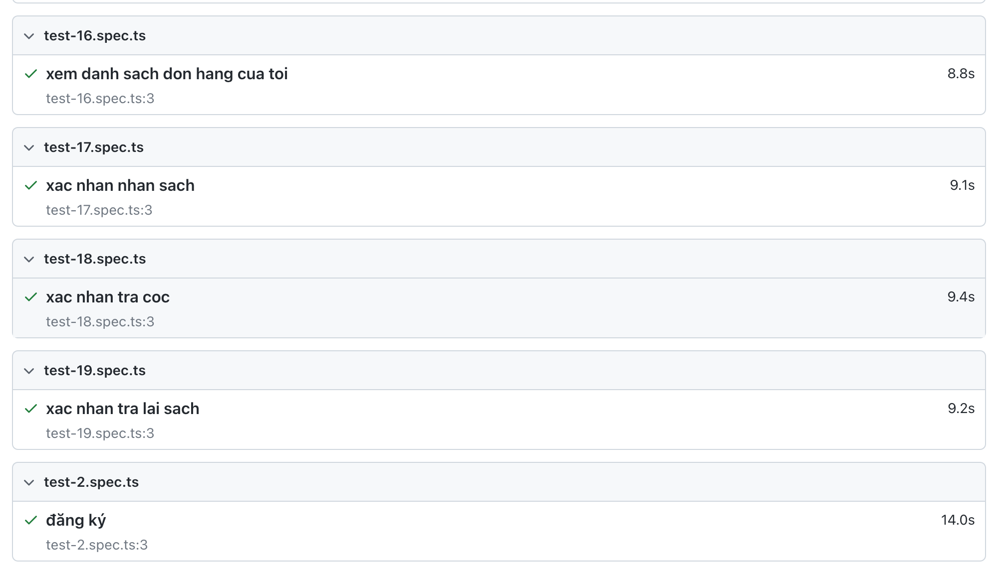 test-16.spec.ts
xem danh sach don hang cua toi 8.8s
test-16.spec.ts:3
test-17.spec.ts
xac nhan nhan sach 9.1s
test-17.spec.ts:3
test-18.spec.ts
xac nhan tra coc 9.4s
test-18.spec.ts:3
test-19.spec.ts
xac nhan tra lai sach 9.2s
test-19.spec.ts:3
test-2.spec.ts
đăng ký 14.0s
test-2.spec.ts:3